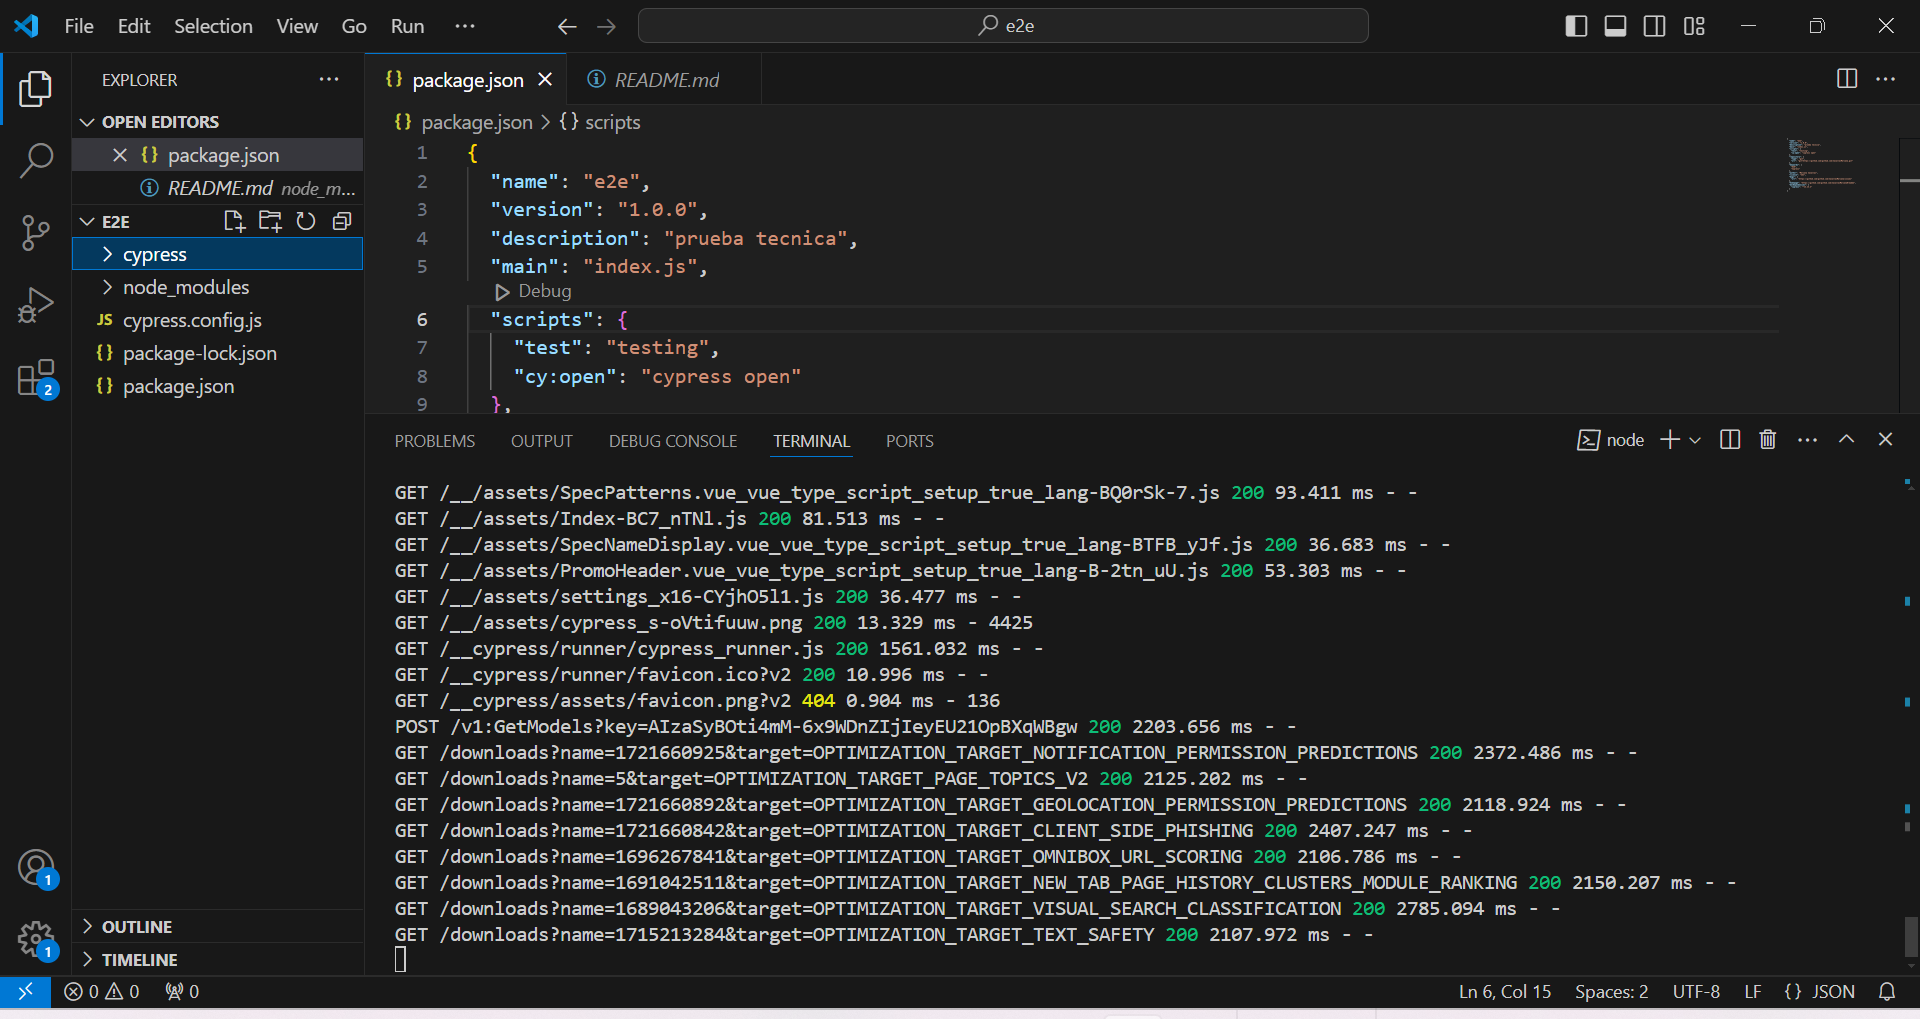 File Edit Selection View Go Run
e2e
EXPLORER
OPEN EDITORS
package.json
README.md node_m...
E2E
cypress
node_modules
JS cypress.config.js
{} package-lock.json
{} package.json
2
1
1
OUTLINE
TIMELINE
{} package.json
README.md
{} package.json > {} scripts
1 {
2 "name": "e2e",
3 "version": "1.0.0",
4 "description": "prueba tecnica",
5 "main": "index.js",
Debug
6 "scripts": {
7 "test": "testing",
8 "cy:open": "cypress open"
9 },
PROBLEMS OUTPUT DEBUG CONSOLE TERMINAL PORTS
node
GET /__/assets/SpecPatterns.vue_vue_type_script_setup_true_lang-BQ0rSk-7.js 200 93.411 ms - -
GET /__/assets/Index-BC7_nTNl.js 200 81.513 ms - -
GET /__/assets/SpecNameDisplay.vue_vue_type_script_setup_true_lang-BTFB_yJf.js 200 36.683 ms - -
GET /__/assets/PromoHeader.vue_vue_type_script_setup_true_lang-B-2tn_uU.js 200 53.303 ms - -
GET /__/assets/settings_x16-CYjhO5l1.js 200 36.477 ms - -
GET /__/assets/cypress_s-oVtifuuw.png 200 13.329 ms - 4425
GET /__cypress/runner/cypress_runner.js 200 1561.032 ms - -
GET /__cypress/runner/favicon.ico?v2 200 10.996 ms - -
GET /__cypress/assets/favicon.png?v2 404 0.904 ms - 136
POST /v1:GetModels?key=AIzaSyBOti4mM-6x9WDnZIjIeyEU21OpBXqWBgw 200 2203.656 ms - -
GET /downloads?name=1721660925&target=OPTIMIZATION_TARGET_NOTIFICATION_PERMISSION_PREDICTIONS 200 2372.486 ms - -
GET /downloads?name=5&target=OPTIMIZATION_TARGET_PAGE_TOPICS_V2 200 2125.202 ms - -
GET /downloads?name=1721660892&target=OPTIMIZATION_TARGET_GEOLOCATION_PERMISSION_PREDICTIONS 200 2118.924 ms - -
GET /downloads?name=1721660842&target=OPTIMIZATION_TARGET_CLIENT_SIDE_PHISHING 200 2407.247 ms - -
GET /downloads?name=1696267841&target=OPTIMIZATION_TARGET_OMNIBOX_URL_SCORING 200 2106.786 ms - -
GET /downloads?name=1691042511&target=OPTIMIZATION_TARGET_NEW_TAB_PAGE_HISTORY_CLUSTERS_MODULE_RANKING 200 2150.207 ms - -
GET /downloads?name=1689043206&target=OPTIMIZATION_TARGET_VISUAL_SEARCH_CLASSIFICATION 200 2785.094 ms - -
GET /downloads?name=1715213284&target=OPTIMIZATION_TARGET_TEXT_SAFETY 200 2107.972 ms - -
0 0 0
Ln 6, Col 15 Spaces: 2 UTF-8 LF {} JSON